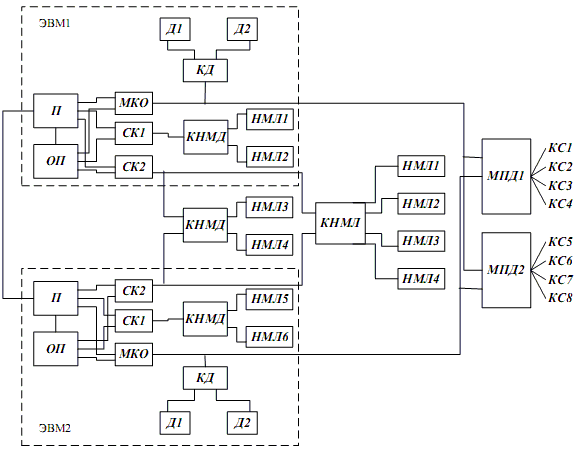 ЭВМ1
Д1
Д2
КД
П
МКО
СК1
КНМД
НМЛ1
НМЛ2
ОП
СК2
КНМД
НМЛ3
НМЛ4
КНМЛ
НМЛ1
НМЛ2
НМЛ3
НМЛ4
МПД1
КС1
КС2
КС3
КС4
МПД2
КС5
КС6
КС7
КС8
П
СК2
СК1
КНМД
НМЛ5
НМЛ6
ОП
МКО
КД
Д1
Д2
ЭВМ2